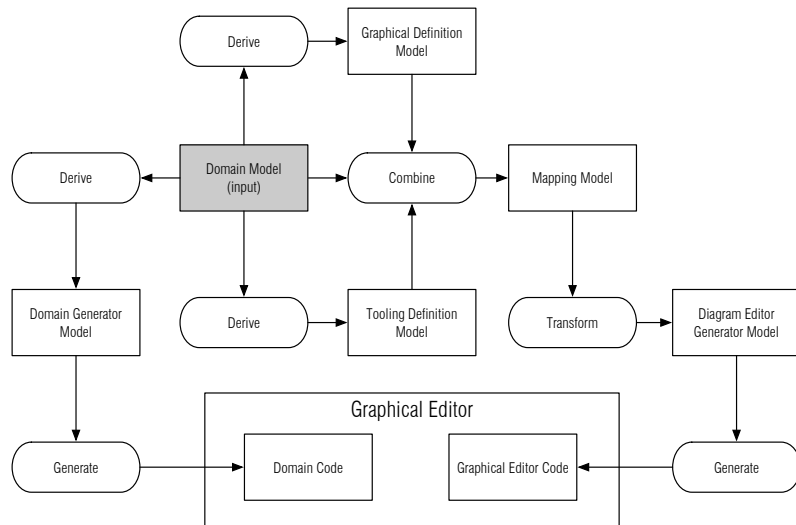 Derive
Graphical Definition
Model
Derive
Domain Model
(input)
Combine
Mapping Model
Domain Generator
Model
Derive
Tooling Definition
Model
Transform
Diagram Editor
Generator Model
Graphical Editor
Generate
Domain Code
Graphical Editor Code
Generate